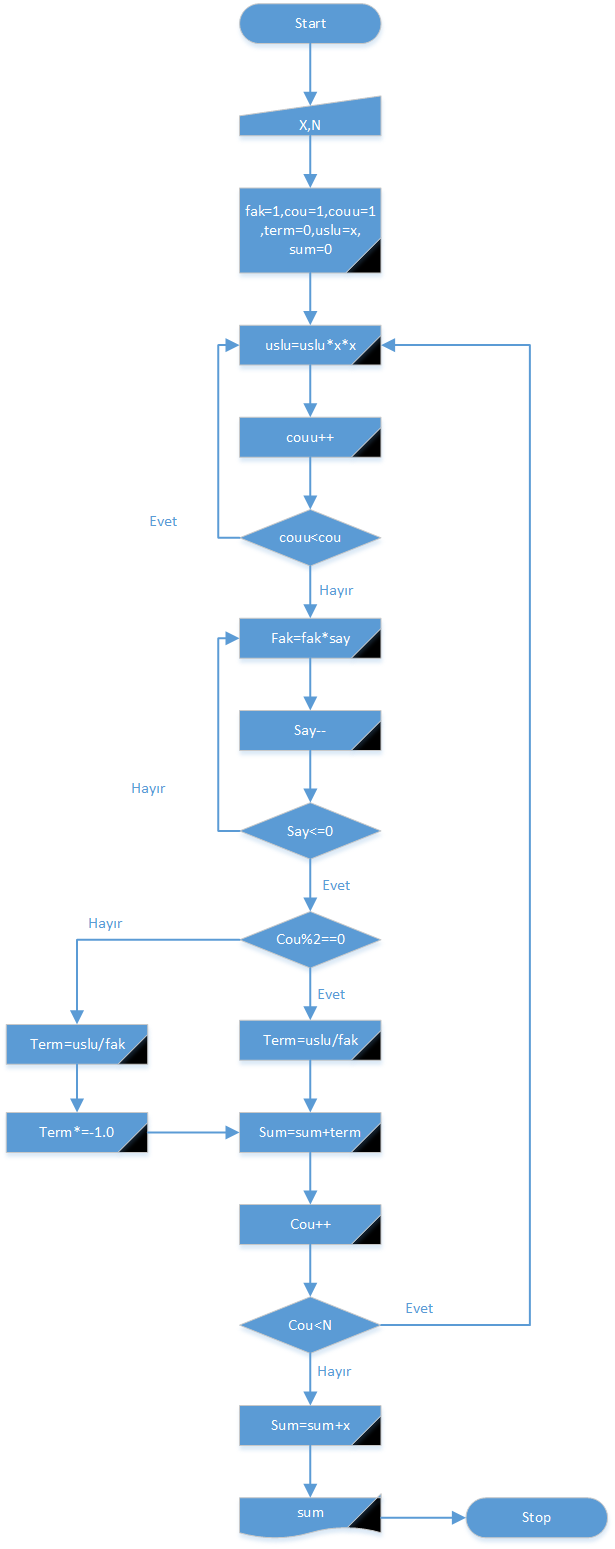 Start
X,N
fak=1,cou=1,couu=1
,term=0,uslu=x,
sum=0
uslu=uslu*x*x
couu++
couu<cou
Evet
Hayır
Fak=fak*say
Say--
Hayır
Say<=0
Evet
Cou%2==0
Hayır
Evet
Term=uslu/fak
Term*=-1.0
Term=uslu/fak
Sum=sum+term
Cou++
Cou<N
Evet
Hayır
Sum=sum+x
sum
Stop